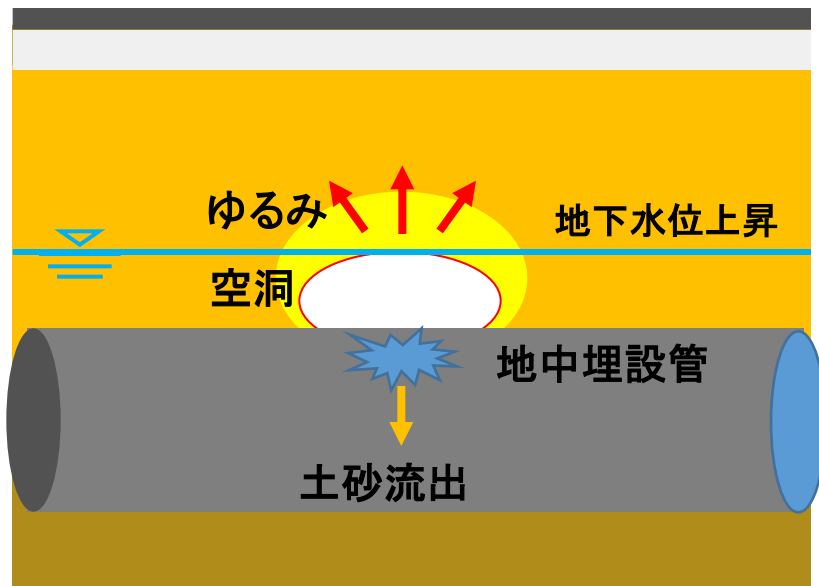 ゆるみ
地下水位上昇
空洞
地中埋設管
土砂流出